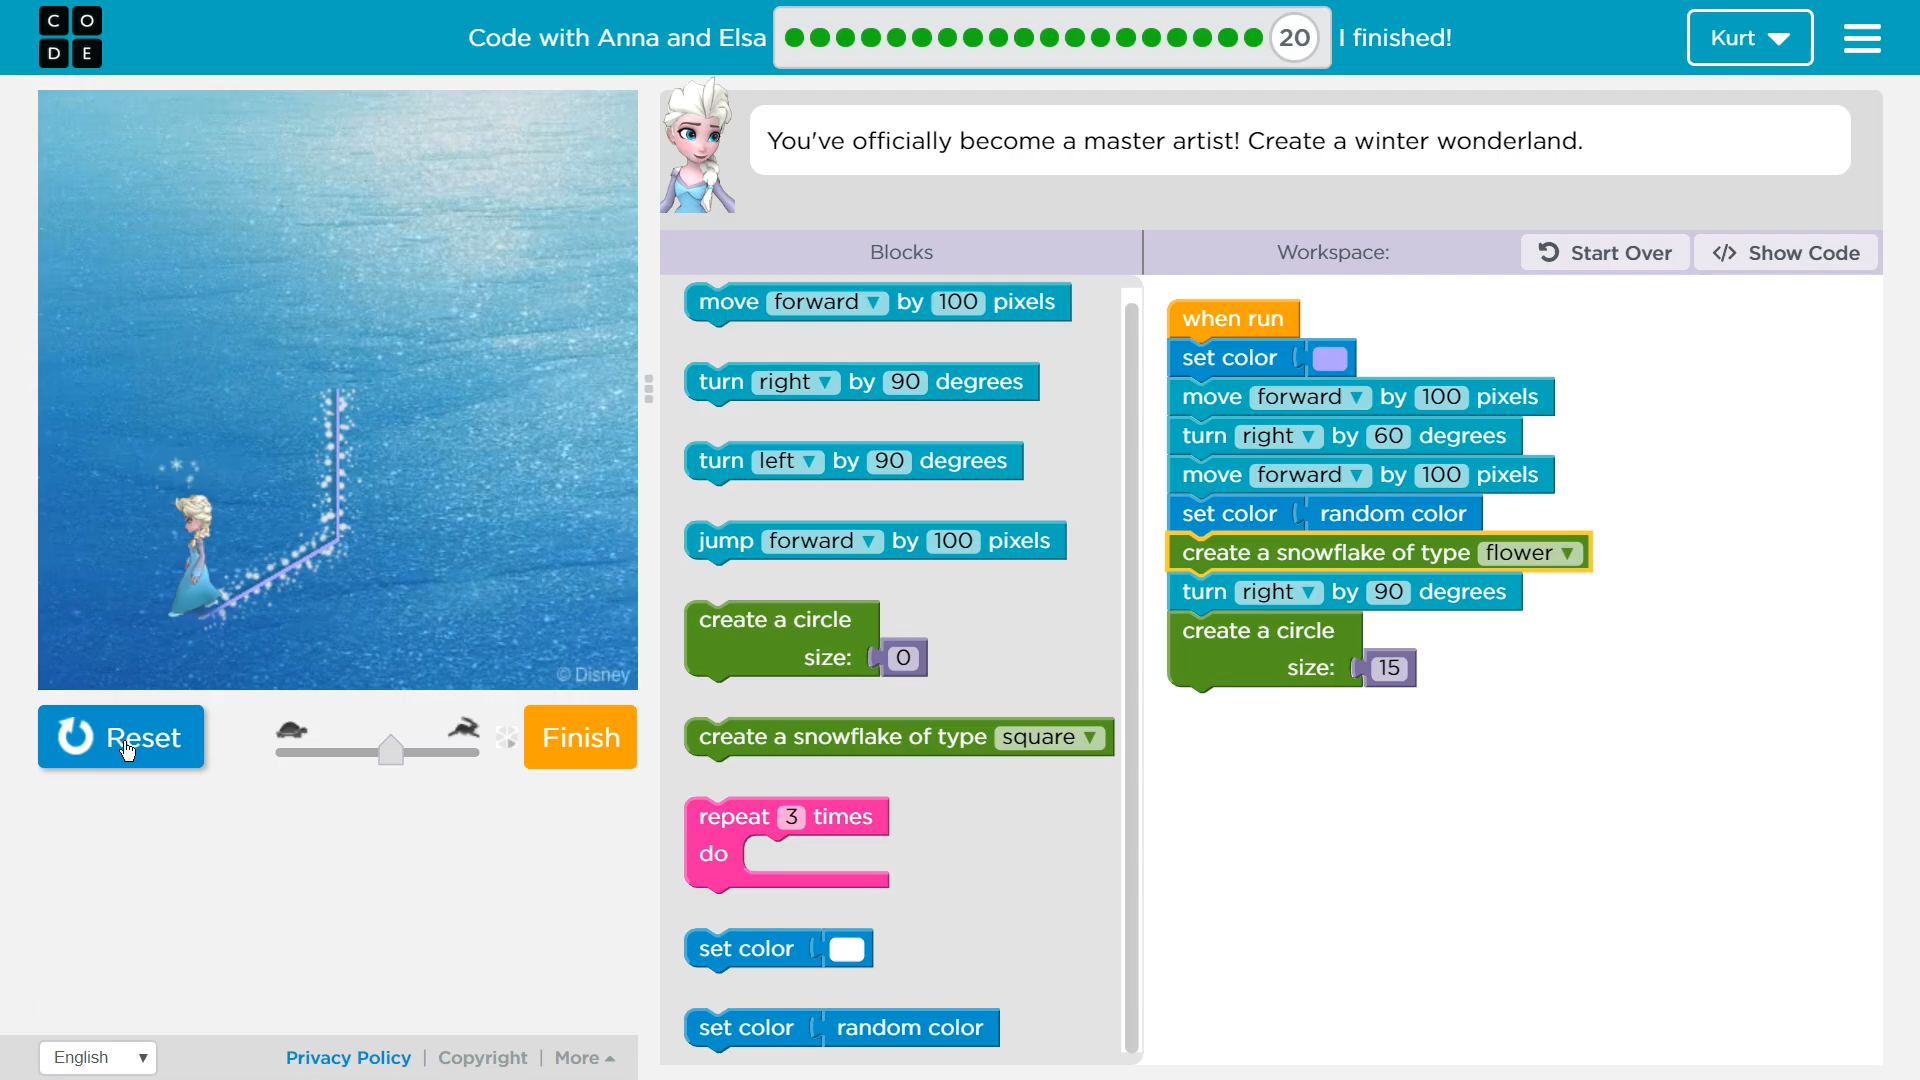 C O
D E
Code with Anna and Elsa
20
I finished!
Kurt
You've officially become a master artist! Create a winter wonderland.
Blocks
Workspace:
Start Over
</> Show Code
move forward ▼ by 100 pixels
turn right ▼ by 90 degrees
turn left ▼ by 90 degrees
jump forward ▼ by 100 pixels
create a circle
size: 0
create a snowflake of type square ▼
repeat 3 times
do
set color
set color random color
when run
set color
move forward ▼ by 100 pixels
turn right ▼ by 60 degrees
move forward ▼ by 100 pixels
set color random color
create a snowflake of type flower ▼
turn right ▼ by 90 degrees
create a circle
size: 15
© Disney
Reset
Finish
English ▼
Privacy Policy | Copyright | More